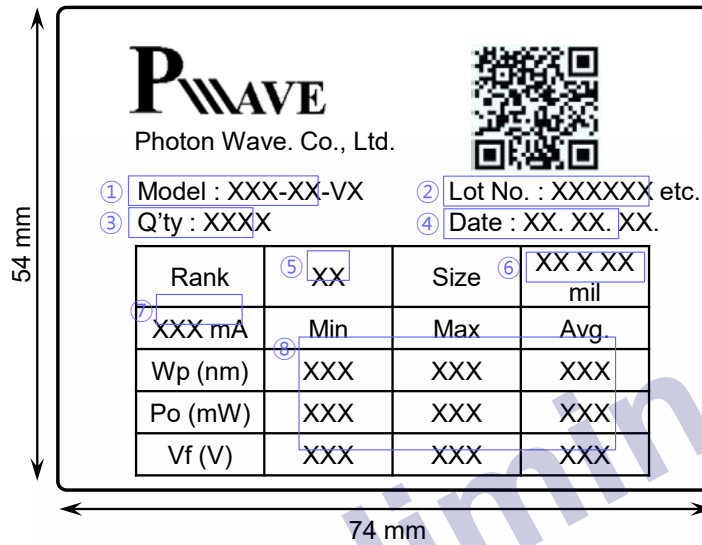 PWAVE
Photon Wave. Co., Ltd.
① Model : XXX-XX-VX ② Lot No. : XXXXXX etc.
③ Q'ty : XXXX ④ Date : XX. XX. XX.
Rank ⑤ XX Size ⑥ XX X XX mil
⑦ XXX mA Min Max Avg.
⑧
Wp (nm) XXX XXX XXX
Po (mW) XXX XXX XXX
Vf (V) XXX XXX XXX
54 mm
74 mm
limin